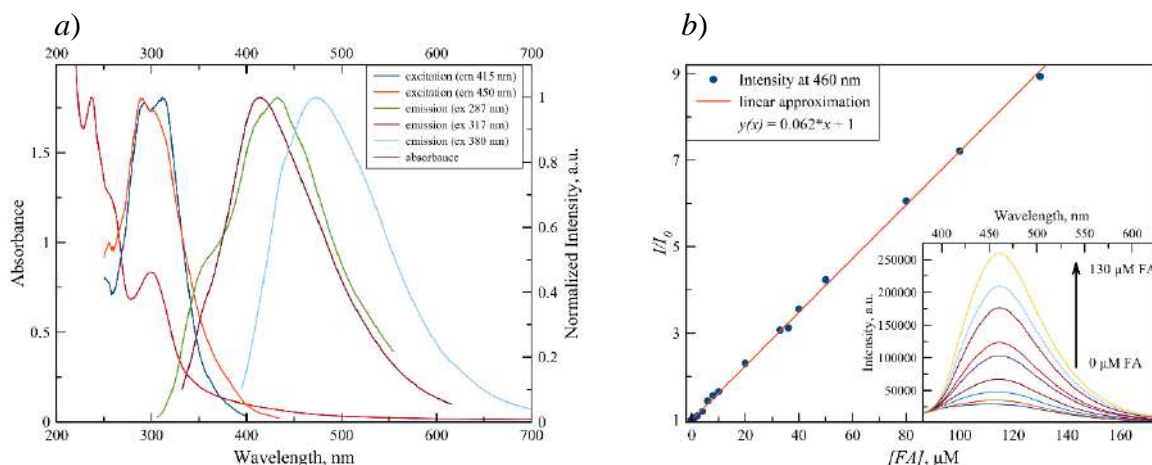 a)
200 300 400 500 600 700
excitation (em 415 nm)
excitation (em 450 nm)
emission (ex 287 nm)
emission (ex 317 nm)
emission (ex 380 nm)
absorbance
1.5
1
0.5
0
Absorbance
1
0.8
0.6
0.4
0.2
0
Normalized Intensity, a.u.
200 300 400 500 600 700
Wavelength, nm
b)
9
7
5
3
1
I/I0
Intensity at 460 nm
linear approximation
y(x) = 0.062*x + 1
Wavelength, nm
400 450 500 550 600
250000
200000
150000
100000
50000
Intensity, a.u.
130 μM FA
0 μM FA
0 20 40 60 80 100 120 140 160
[FA], μM